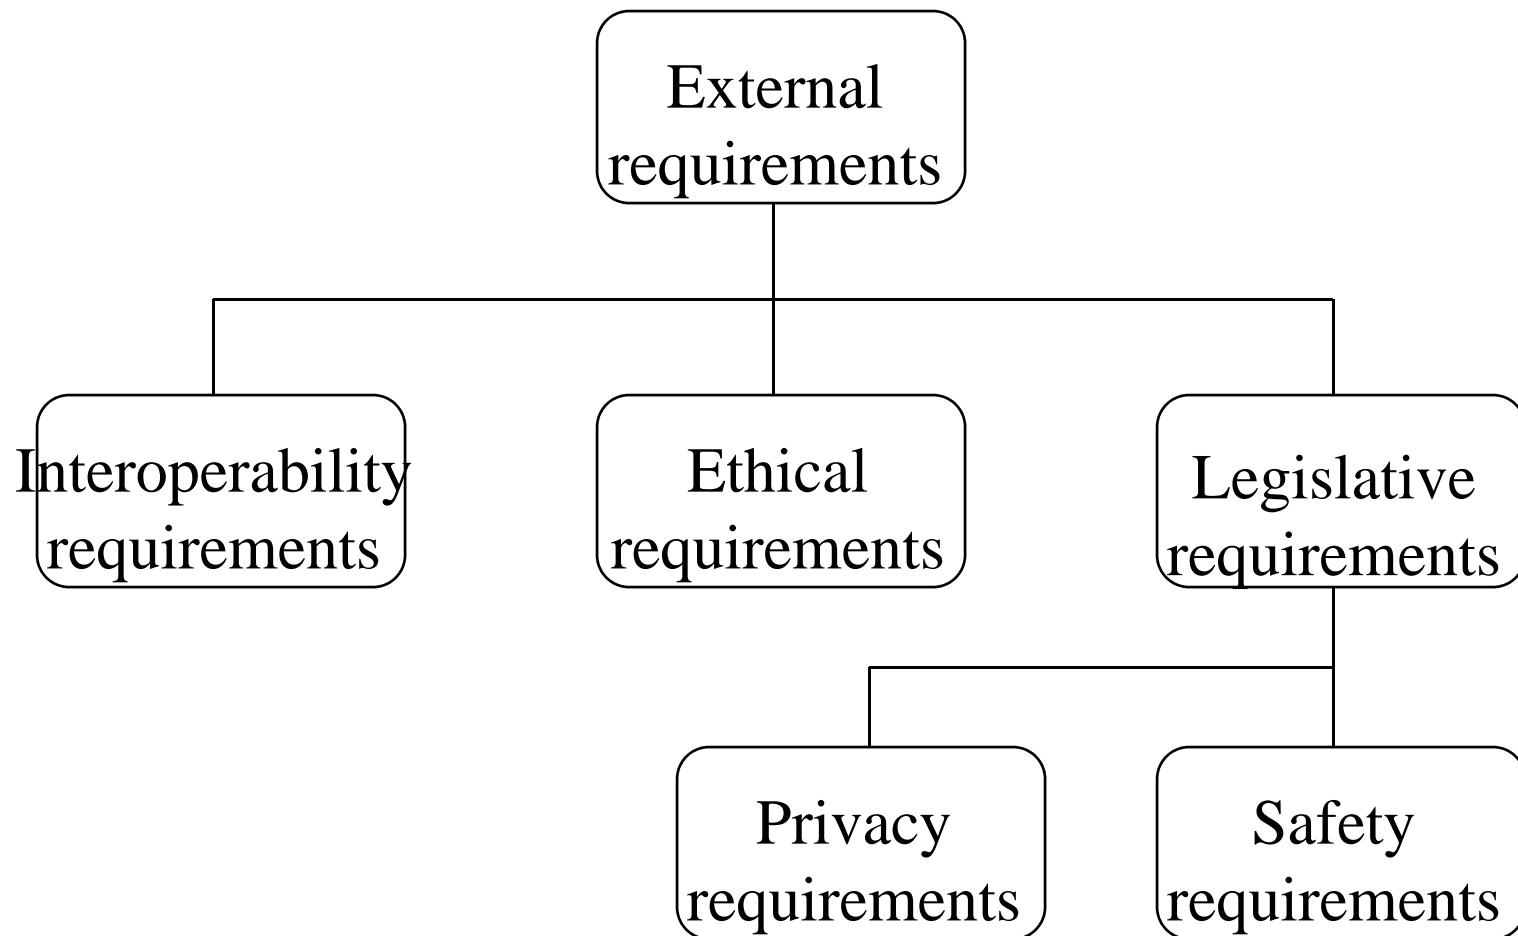 External
requirements
Interoperability
requirements
Ethical
requirements
Legislative
requirements
Privacy
requirements
Safety
requirements